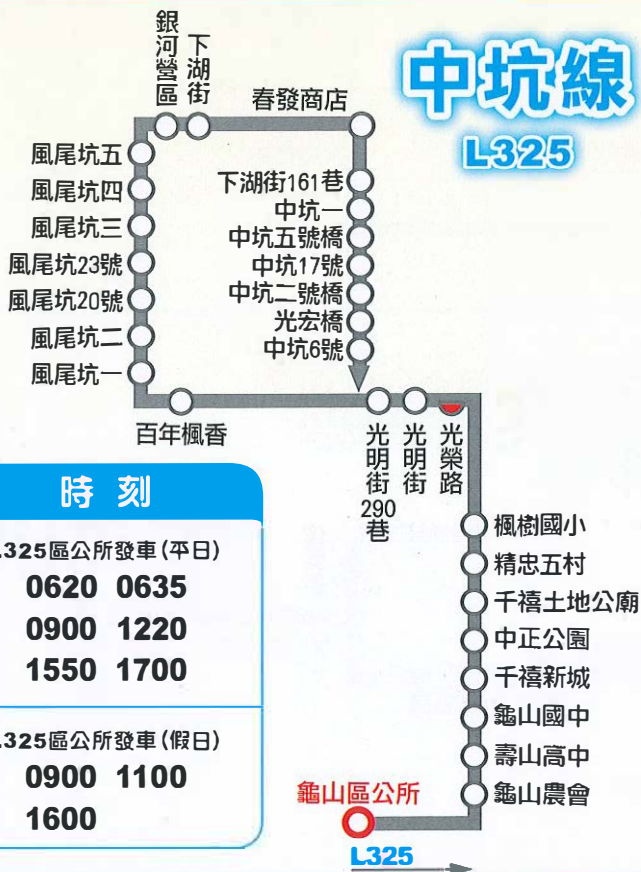 中坑線
L325
銀河營區
下湖街
春發商店
風尾坑五
風尾坑四
風尾坑三
風尾坑23號
風尾坑20號
風尾坑二
風尾坑一
下湖街161巷
中坑一
中坑五號橋
中坑17號
中坑二號橋
光宏橋
中坑6號
百年楓香
光明街290巷
光明街
光榮路
楓樹國小
精忠五村
千禧土地公廟
中正公園
千禧新城
龜山國中
壽山高中
龜山農會
龜山區公所
L325
時刻
L325區公所發車(平日)
0620 0635
0900 1220
1550 1700
L325區公所發車(假日)
0900 1100
1600